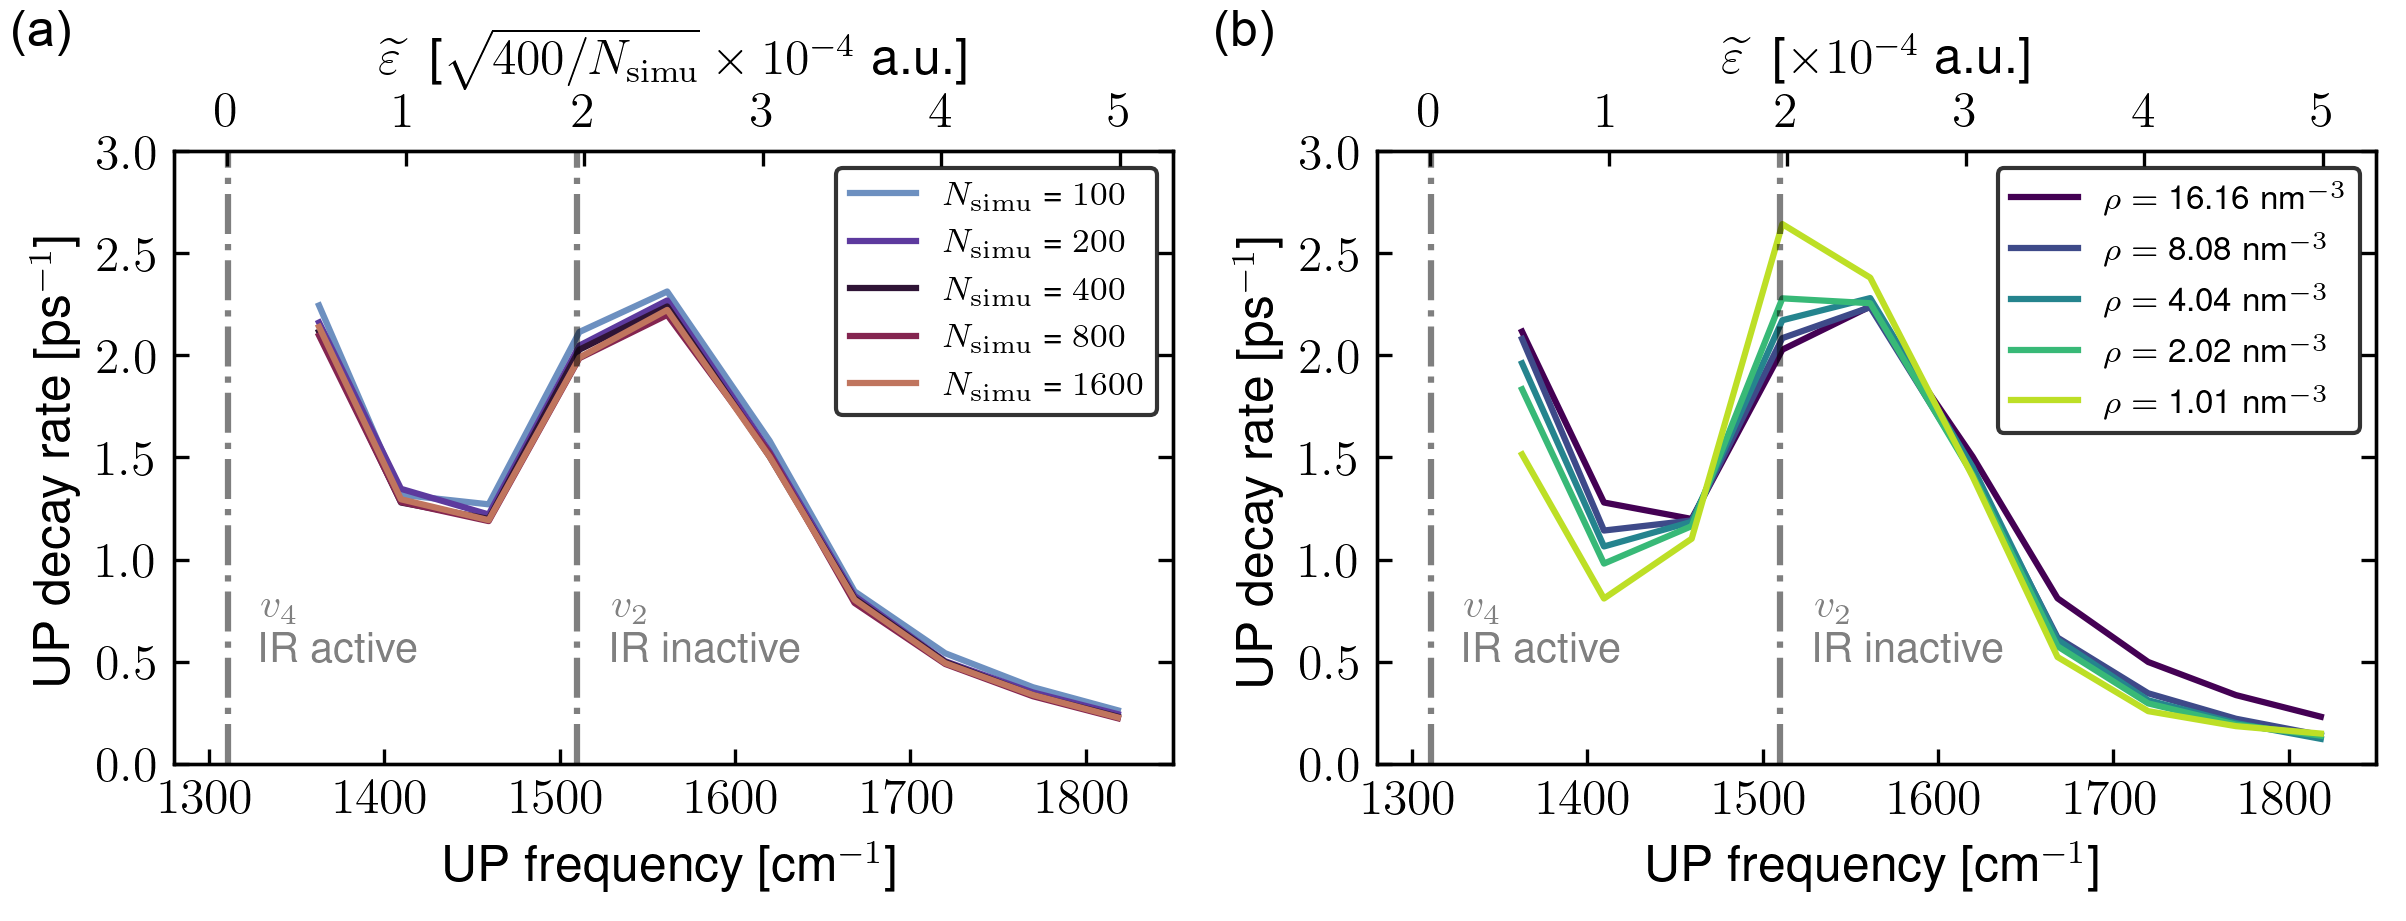 (a)
ε̃ [√400/N_simu × 10⁻⁴ a.u.]
0 1 2 3 4 5
3.0
2.5
2.0
1.5
1.0
0.5
0.0
UP decay rate [ps⁻¹]
N_simu = 100
N_simu = 200
N_simu = 400
N_simu = 800
N_simu = 1600
v₄
IR active
v₂
IR inactive
1300 1400 1500 1600 1700 1800
UP frequency [cm⁻¹]
(b)
ε̃ [×10⁻⁴ a.u.]
0 1 2 3 4 5
3.0
2.5
2.0
1.5
1.0
0.5
0.0
UP decay rate [ps⁻¹]
ρ = 16.16 nm⁻³
ρ = 8.08 nm⁻³
ρ = 4.04 nm⁻³
ρ = 2.02 nm⁻³
ρ = 1.01 nm⁻³
v₄
IR active
v₂
IR inactive
1300 1400 1500 1600 1700 1800
UP frequency [cm⁻¹]